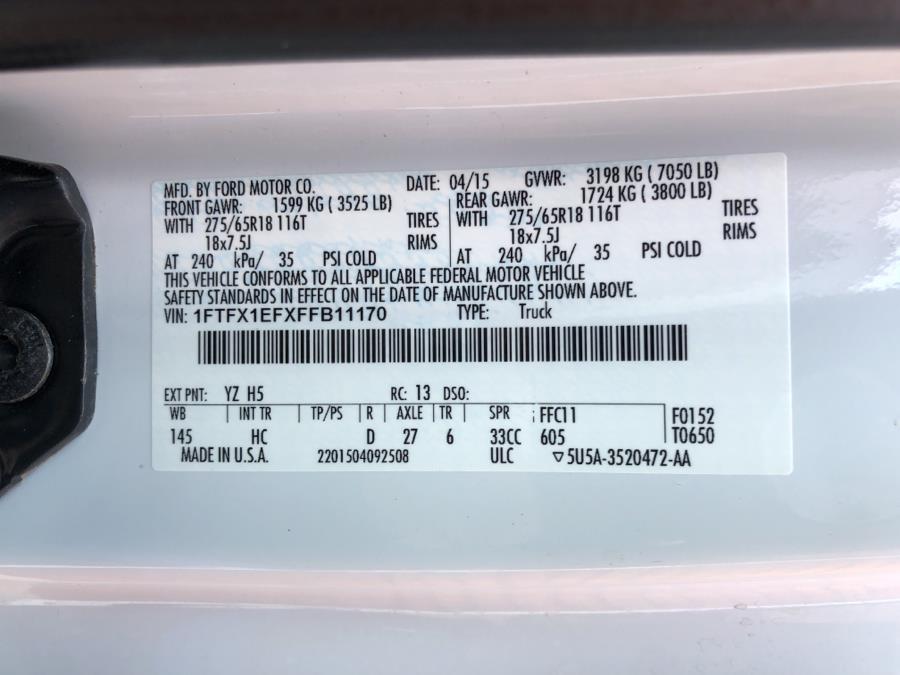 MFD. BY FORD MOTOR CO. DATE: 04/15 GVWR: 3198 KG ( 7050 LB)
FRONT GAWR: 1599 KG ( 3525 LB) REAR GAWR: 1724 KG ( 3800 LB)
WITH 275/65R18 116T TIRES WITH 275/65R18 116T TIRES
18x7.5J RIMS 18x7.5J RIMS
AT 240 kPa/ 35 PSI COLD AT 240 kPa/ 35 PSI COLD
THIS VEHICLE CONFORMS TO ALL APPLICABLE FEDERAL MOTOR VEHICLE
SAFETY STANDARDS IN EFFECT ON THE DATE OF MANUFACTURE SHOWN ABOVE.
VIN: 1FTFX1EFXFFB11170 TYPE: Truck
EXT PNT: YZ H5 RC: 13 DSO:
WB INT TR TP/PS R AXLE TR SPR FFC11 F0152
145 HC D 27 6 33CC 605 T0650
MADE IN U.S.A. 2201504092508 ULC ▽5U5A-3520472-AA